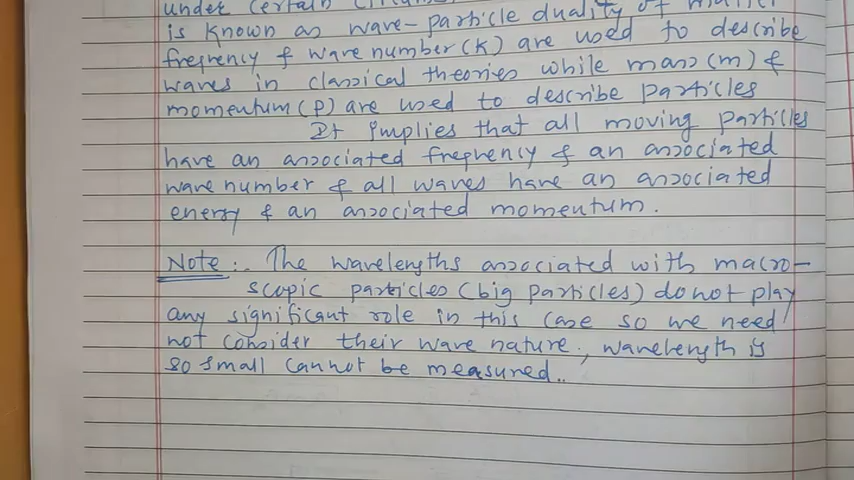 under certain
is known as wave-particle duality of matter
frequency & wave number (K) are used to describe
waves in classical theories while mass (m) &
momentum (P) are used to describe particles
It implies that all moving particles
have an associated frequency & an associated
wave number & all waves have an associated
energy & an associated momentum.
Note :- The wavelengths associated with macro-
scopic particles (big particles) do not play
any significant role in this case so we need
not consider their wave nature, wavelength is
so small cannot be measured..